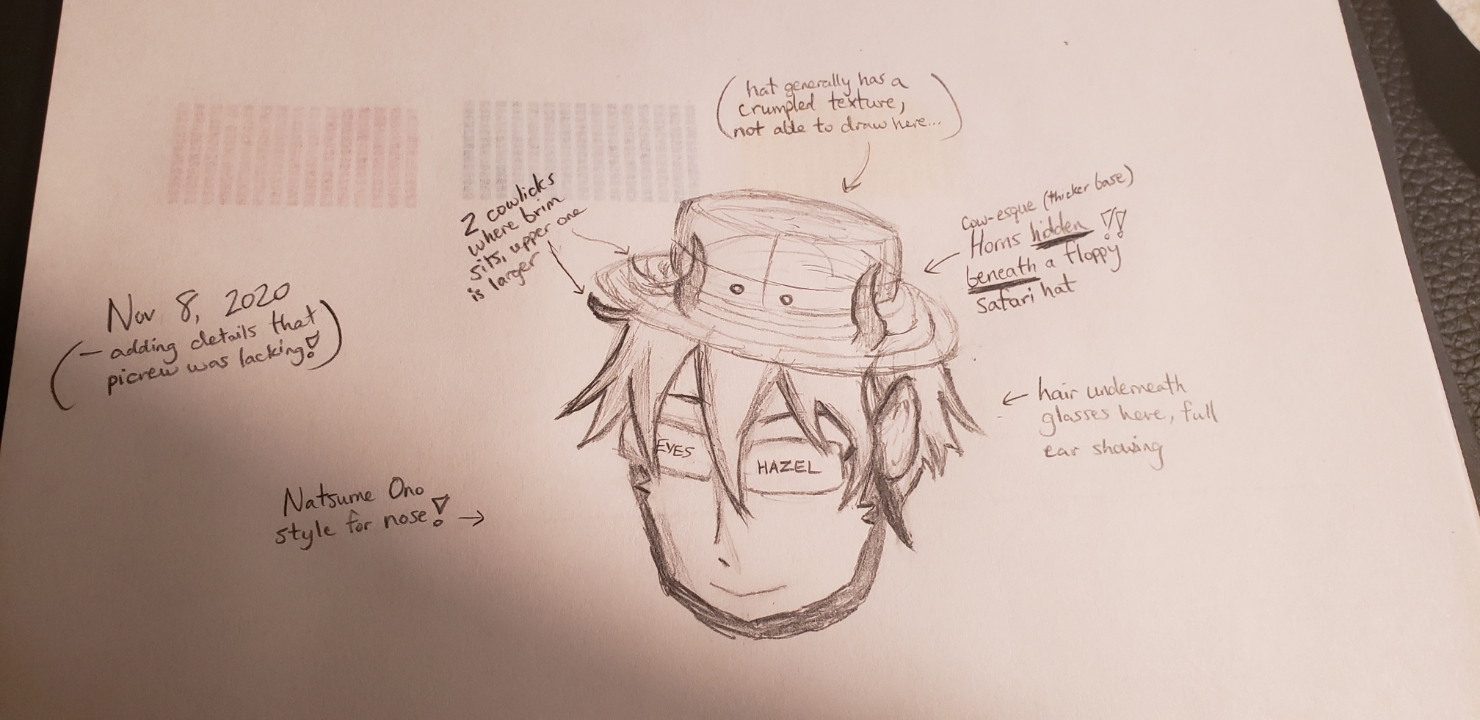 (hat generally has a
crumpled texture,
not able to draw here...)
2 cowlicks
where brim
sits, upper one
is larger
cow-esque (thicker base)
Horns hidden !!
beneath a floppy
safari hat
Nov 8, 2020
(– adding details that
picrew was lacking!)
← hair underneath
glasses here, full
ear showing
EYES
HAZEL
Natsume Ono
style for nose! →